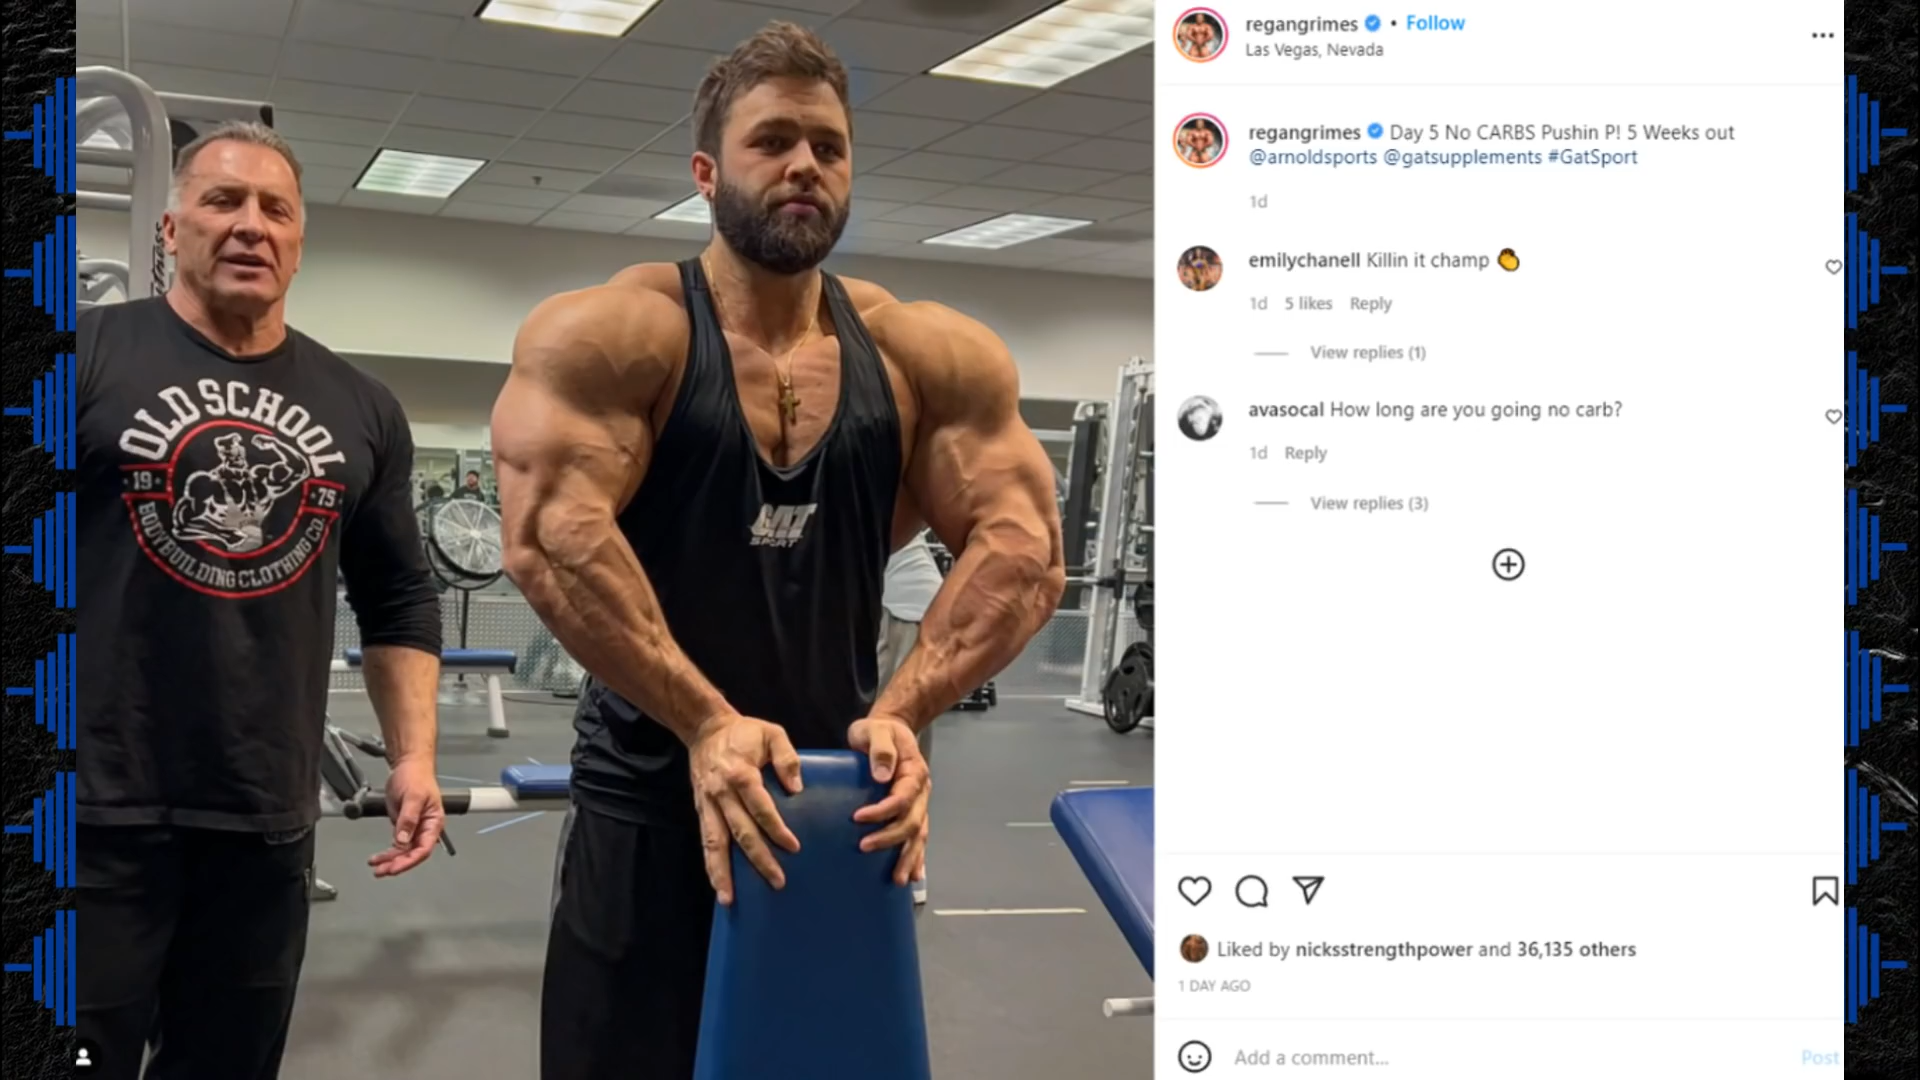 regangrimes • Follow
Las Vegas, Nevada
regangrimes Day 5 No CARBS Pushin P! 5 Weeks out
@arnoldsports @gatsupplements #GatSport
1d
emilychanell Killin it champ
1d 5 likes Reply
View replies (1)
avasocal How long are you going no carb?
1d Reply
View replies (3)
Liked by nicksstrengthpower and 36,135 others
1 DAY AGO
Add a comment...
Post
OLD SCHOOL
19 75
BODYBUILDING CLOTHING CO.
SPORT